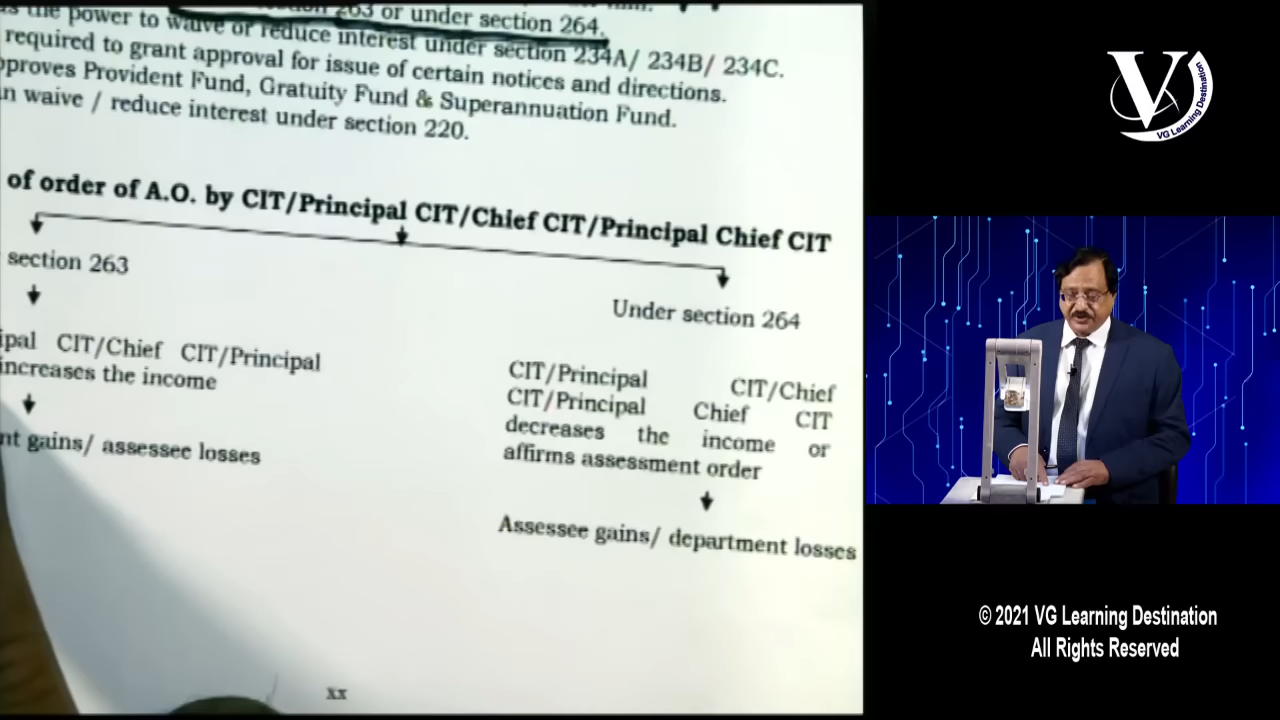 263 or under section 264.
the power to waive or reduce interest under section 234A/ 234B/ 234C.
required to grant approval for issue of certain notices and directions.
pproves Provident Fund, Gratuity Fund & Superannuation Fund.
n waive / reduce interest under section 220.
of order of A.O. by CIT/Principal CIT/Chief CIT/Principal Chief CIT
section 263
ipal CIT/Chief CIT/Principal
increases the income
nt gains/ assessee losses
Under section 264
CIT/Principal CIT/Chief
CIT/Principal Chief CIT
decreases the income or
affirms assessment order
Assessee gains/ department losses
xx
V
VG Learning Destination
© 2021 VG Learning Destination
All Rights Reserved